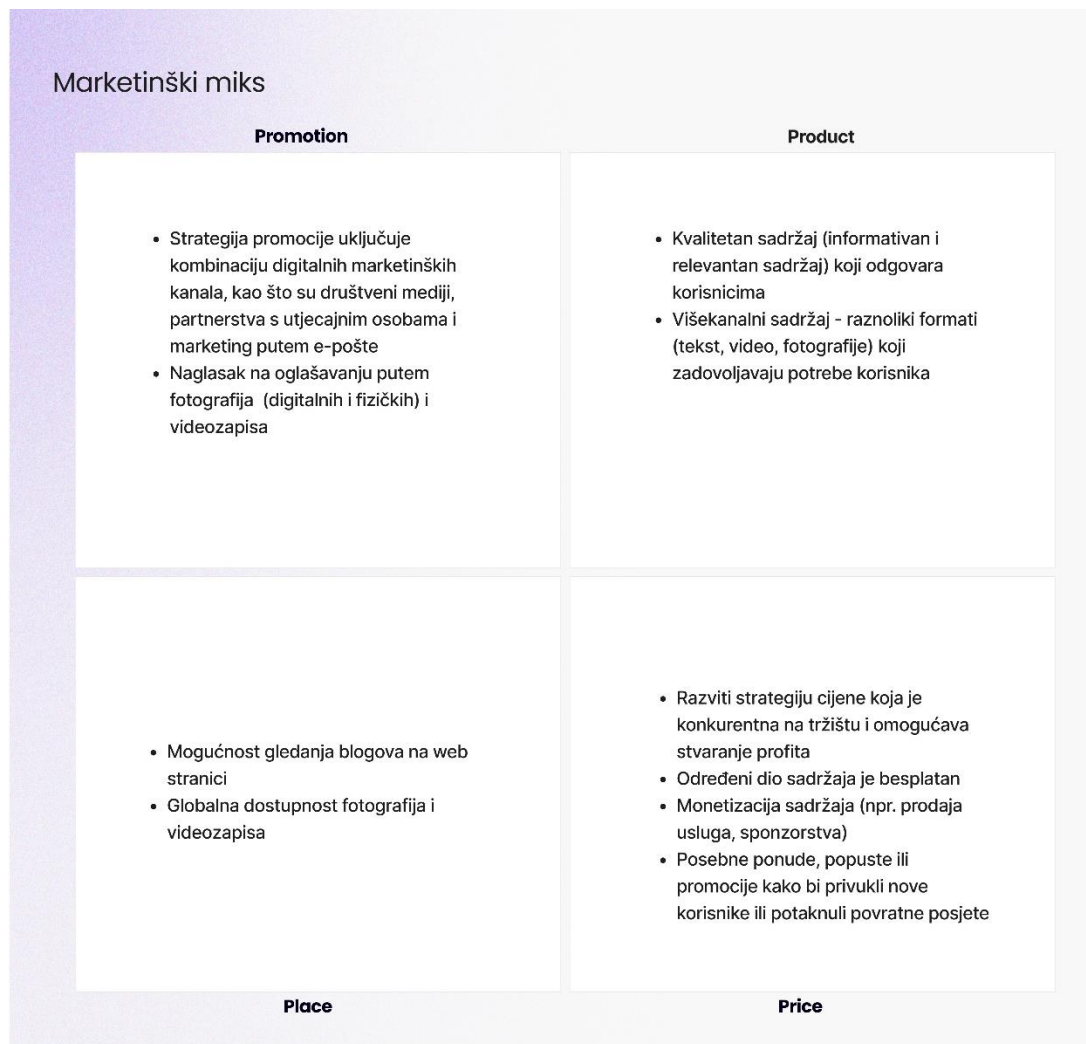 Marketinški miks
Promotion
• Strategija promocije uključuje
kombinaciju digitalnih marketinških
kanala, kao što su društveni mediji,
partnerstva s utjecajnim osobama i
marketing putem e-pošte
• Naglasak na oglašavanju putem
fotografija (digitalnih i fizičkih) i
videozapisa
Product
• Kvalitetan sadržaj (informativan i
relevantan sadržaj) koji odgovara
korisnicima
• Višekanalni sadržaj - raznoliki formati
(tekst, video, fotografije) koji
zadovoljavaju potrebe korisnika
• Mogućnost gledanja blogova na web
stranici
• Globalna dostupnost fotografija i
videozapisa
Place
• Razviti strategiju cijene koja je
konkurentna na tržištu i omogućava
stvaranje profita
• Određeni dio sadržaja je besplatan
• Monetizacija sadržaja (npr. prodaja
usluga, sponzorstva)
• Posebne ponude, popuste ili
promocije kako bi privukli nove
korisnike ili potaknuli povratne posjete
Price